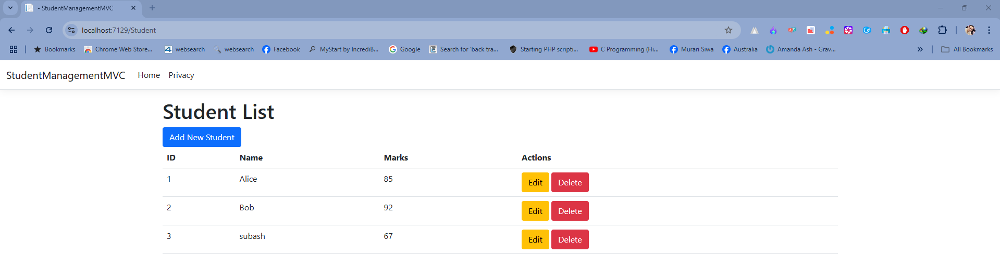 - StudentManagementMVC
localhost:7129/Student
Bookmarks Chrome Web Store... websearch websearch Facebook MyStart by IncrediB... Google Search for 'back tra... Starting PHP scripti... C Programming (Hi... Murari Siwa Australia Amanda Ash - Grav... All Bookmarks
StudentManagementMVC Home Privacy
Student List
Add New Student
ID Name Marks Actions
1 Alice 85 Edit Delete
2 Bob 92 Edit Delete
3 subash 67 Edit Delete